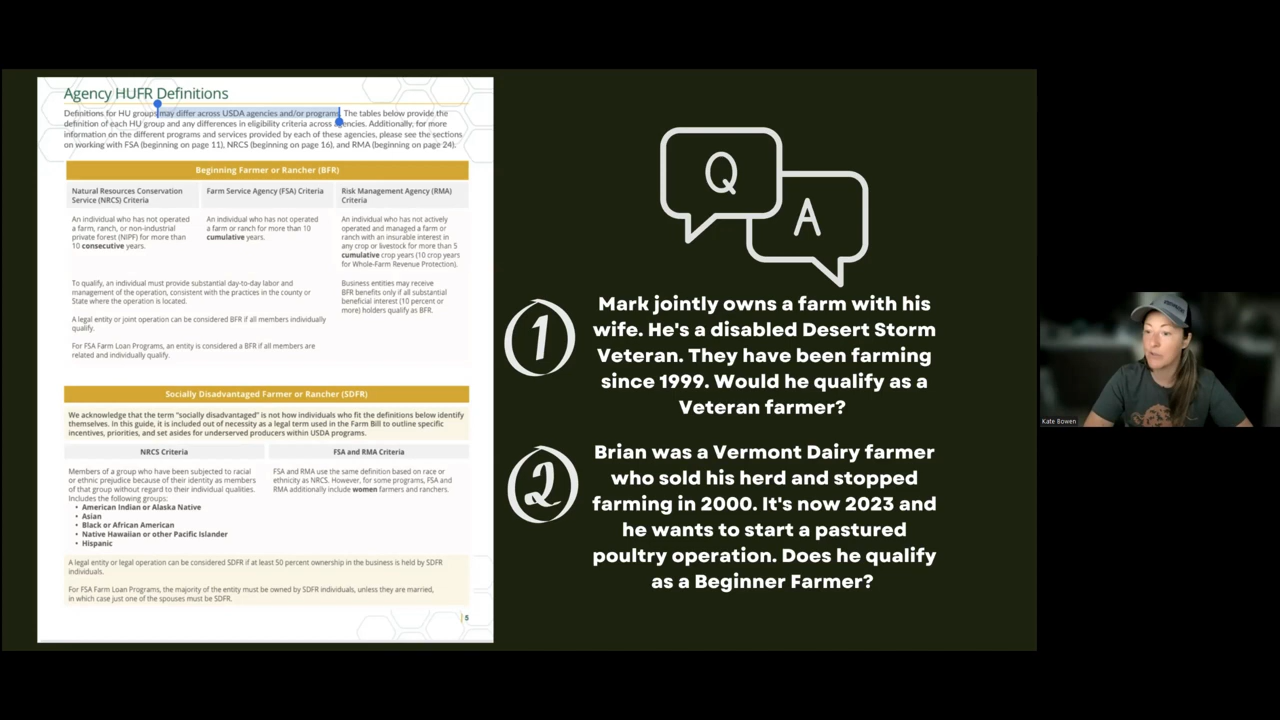 Agency HUFR Definitions
Definitions for HU groups may differ across USDA agencies and/or programs. The tables below provide the
definition of each HU group and any differences in eligibility criteria across agencies. Additionally, for more
information on the different programs and services provided by each of these agencies, please see the sections
on working with FSA (beginning on page 11), NRCS (beginning on page 16), and RMA (beginning on page 24).
Beginning Farmer or Rancher (BFR)
Natural Resources Conservation
Service (NRCS) Criteria
Farm Service Agency (FSA) Criteria
Risk Management Agency (RMA)
Criteria
An individual who has not operated
a farm, ranch, or non-industrial
private forest (NIPF) for more than
10 consecutive years.
An individual who has not operated
a farm or ranch for more than 10
cumulative years.
An individual who has not actively
operated and managed a farm or
ranch with an insurable interest in
any crop or livestock for more than 5
cumulative crop years (10 crop years
for Whole-Farm Revenue Protection).
To qualify, an individual must provide substantial day-to-day labor and
management of the operation, consistent with the practices in the county or
State where the operation is located.
A legal entity or joint operation can be considered BFR if all members individually
qualify.
For FSA Farm Loan Programs, an entity is considered a BFR if all members are
related and individually qualify.
Business entities may receive
BFR benefits only if all substantial
beneficial interest (10 percent or
more) holders qualify as BFR.
Socially Disadvantaged Farmer or Rancher (SDFR)
We acknowledge that the term "socially disadvantaged" is not how individuals who fit the definitions below identify
themselves. In this guide, it is included out of necessity as a legal term used in the Farm Bill to outline specific
incentives, priorities, and set asides for underserved producers within USDA programs.
NRCS Criteria
FSA and RMA Criteria
Members of a group who have been subjected to racial
or ethnic prejudice because of their identity as members
of that group without regard to their individual qualities.
Includes the following groups:
• American Indian or Alaska Native
• Asian
• Black or African American
• Native Hawaiian or other Pacific Islander
• Hispanic
FSA and RMA use the same definition based on race or
ethnicity as NRCS. However, for some programs, FSA and
RMA additionally include women farmers and ranchers.
A legal entity or legal operation can be considered SDFR if at least 50 percent ownership in the business is held by SDFR
individuals.
For FSA Farm Loan Programs, the majority of the entity must be owned by SDFR individuals, unless they are married,
in which case just one of the spouses must be SDFR.
5
Q
A
1
Mark jointly owns a farm with his
wife. He's a disabled Desert Storm
Veteran. They have been farming
since 1999. Would he qualify as a
Veteran farmer?
2
Brian was a Vermont Dairy farmer
who sold his herd and stopped
farming in 2000. It's now 2023 and
he wants to start a pastured
poultry operation. Does he qualify
as a Beginner Farmer?
Kate Bowen